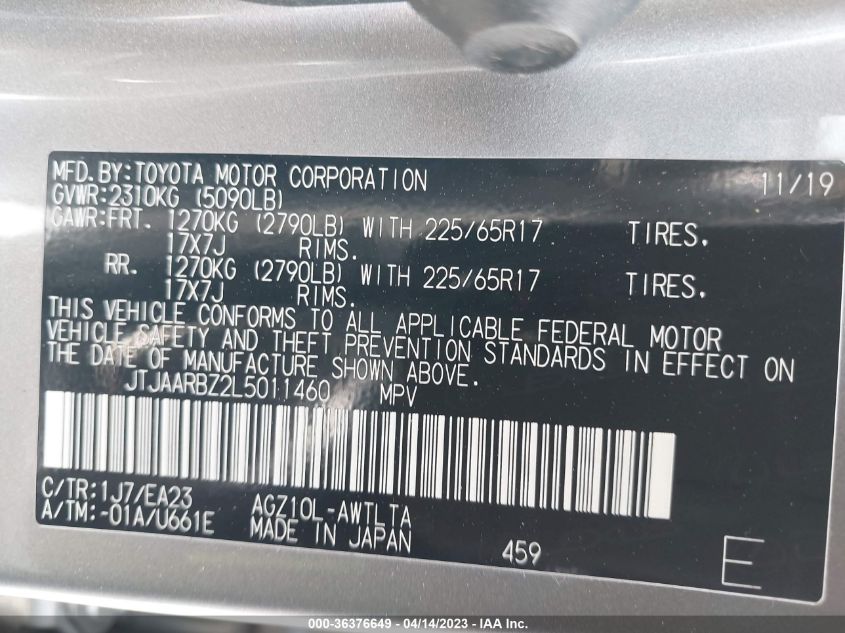 MFD.BY:TOYOTA MOTOR CORPORATION 11/19
GVWR:2310KG (5090LB)
GAWR:FRT. 1270KG (2790LB) WITH 225/65R17 TIRES.
17X7J RIMS.
RR. 1270KG (2790LB) WITH 225/65R17 TIRES.
17X7J RIMS.
THIS VEHICLE CONFORMS TO ALL APPLICABLE FEDERAL MOTOR
VEHICLE SAFETY AND THEFT PREVENTION STANDARDS IN EFFECT ON
THE DATE OF MANUFACTURE SHOWN ABOVE.
JTJAARBZ2L5011460 MPV
C/TR:1J7/EA23 AGZ10L-AWTLTA
A/TM:-01A/U661E MADE IN JAPAN 459 E
000-36376649 - 04/14/2023 - IAA Inc.